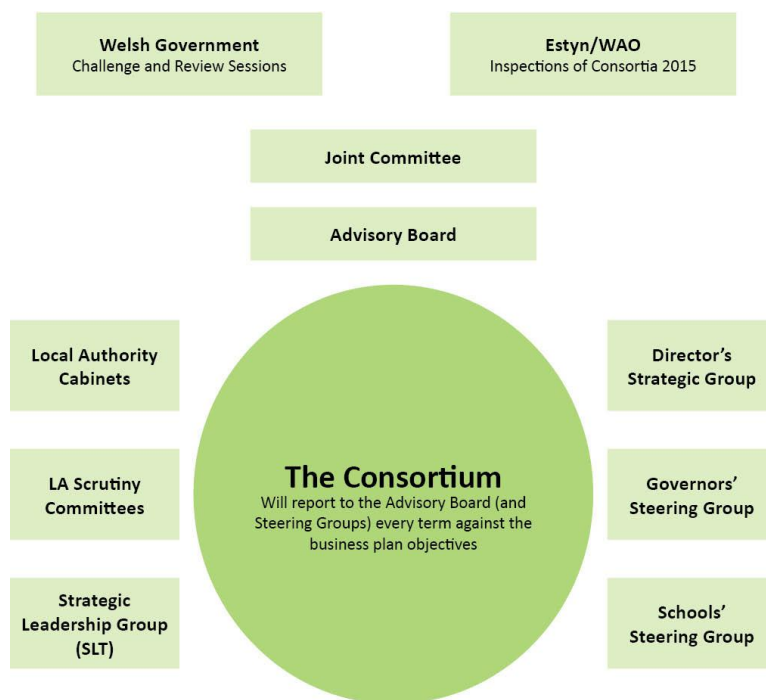 Welsh Government
Challenge and Review Sessions
Estyn/WAO
Inspections of Consortia 2015
Joint Committee
Advisory Board
Local Authority
Cabinets
Director’s
Strategic Group
The Consortium
Will report to the Advisory Board (and
Steering Groups) every term against the
business plan objectives
LA Scrutiny
Committees
Governors’
Steering Group
Strategic
Leadership Group
(SLT)
Schools’
Steering Group